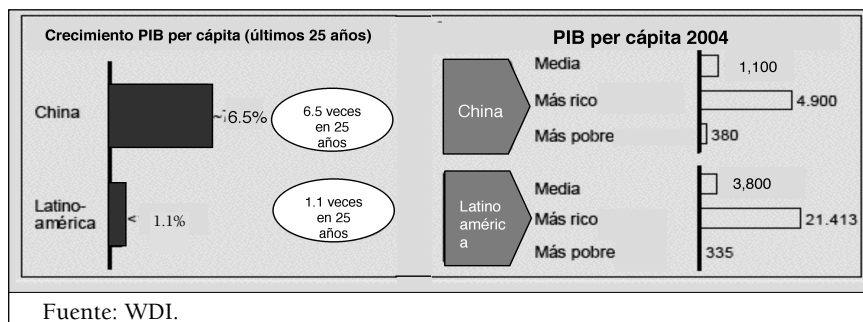 Crecimiento PIB per cápita (últimos 25 años)
China
~6.5%
6.5 veces
en 25
años
Latino-
américa
< 1.1%
1.1 veces
en 25
años
PIB per cápita 2004
China
Media
1,100
Más rico
4.900
Más pobre
380
Latino
améric
a
Media
3,800
Más rico
21.413
Más pobre
335
Fuente: WDI.